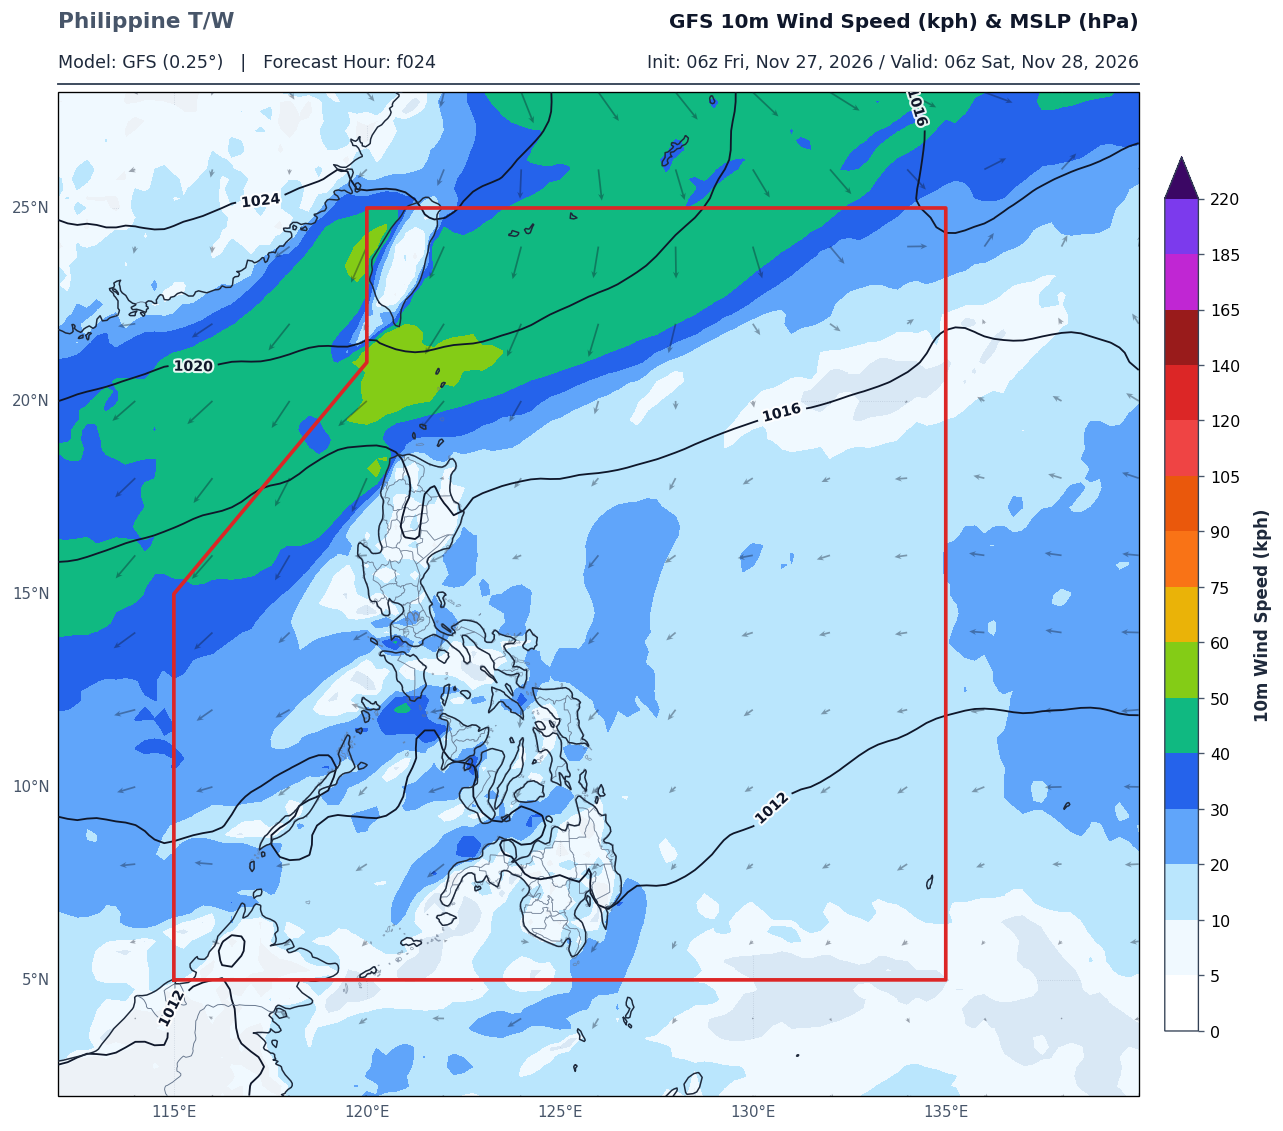 Philippine T/W
GFS 10m Wind Speed (kph) & MSLP (hPa)
Model: GFS (0.25°)   |   Forecast Hour: f024
Init: 06z Fri, Nov 27, 2026 / Valid: 06z Sat, Nov 28, 2026
1016
1024
1020
1016
1012
1012
25°N
20°N
15°N
10°N
5°N
115°E
120°E
125°E
130°E
135°E
220
185
165
140
120
105
90
75
60
50
40
30
20
10
5
0
10m Wind Speed (kph)